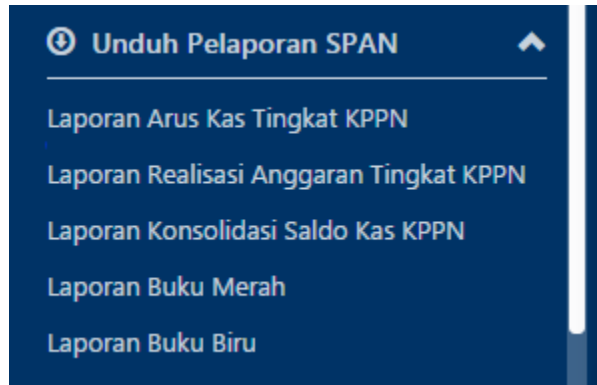 Unduh Pelaporan SPAN
Laporan Arus Kas Tingkat KPPN
Laporan Realisasi Anggaran Tingkat KPPN
Laporan Konsolidasi Saldo Kas KPPN
Laporan Buku Merah
Laporan Buku Biru